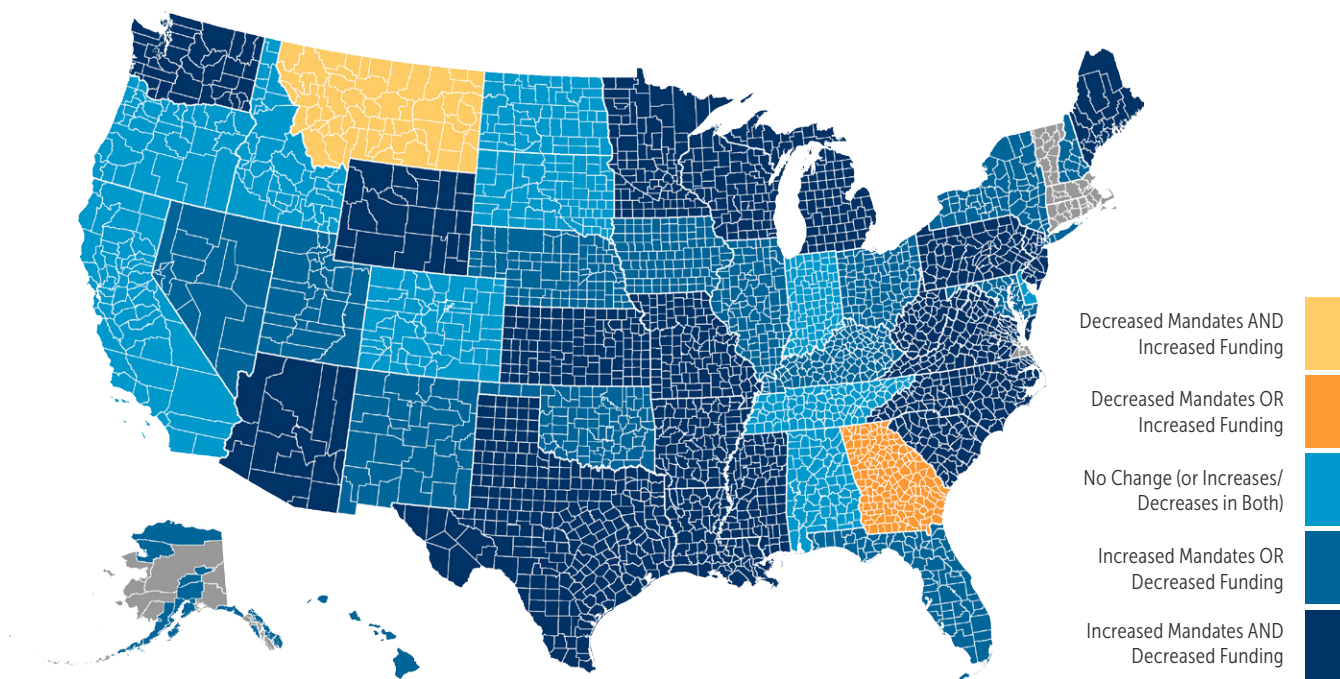 Decreased Mandates AND
Increased Funding
Decreased Mandates OR
Increased Funding
No Change (or Increases/
Decreases in Both)
Increased Mandates OR
Decreased Funding
Increased Mandates AND
Decreased Funding